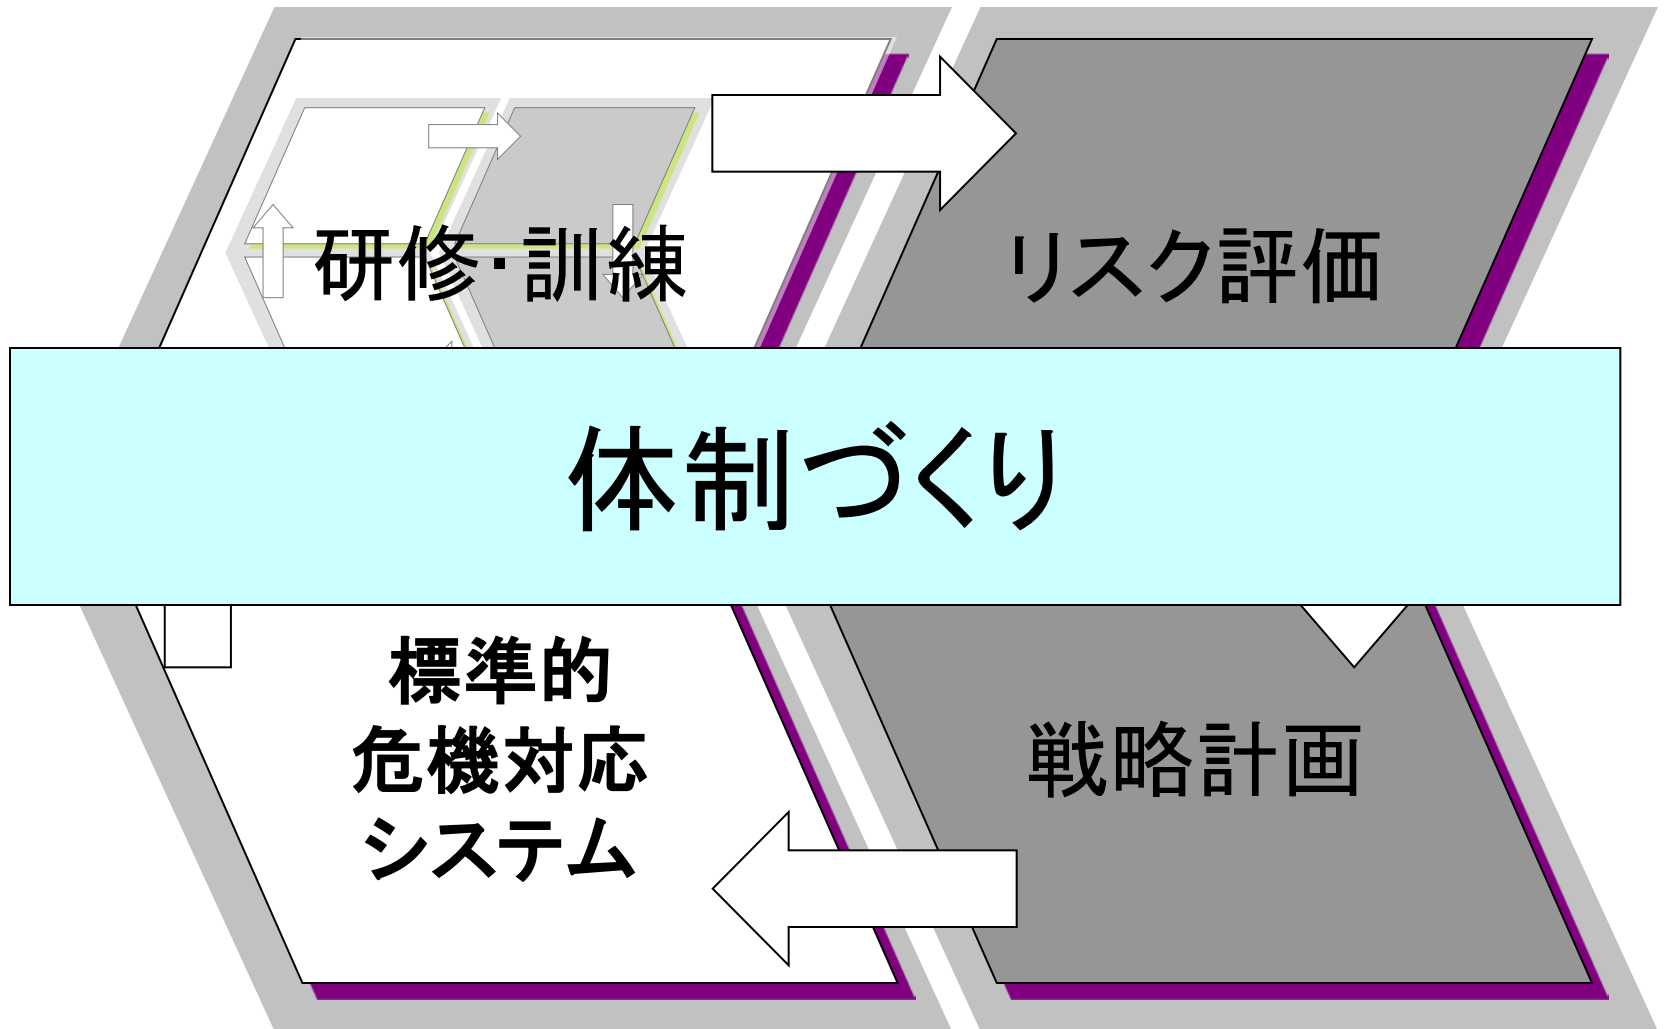 研修・訓練
リスク評価
体制づくり
標準的
危機対応
システム
戦略計画